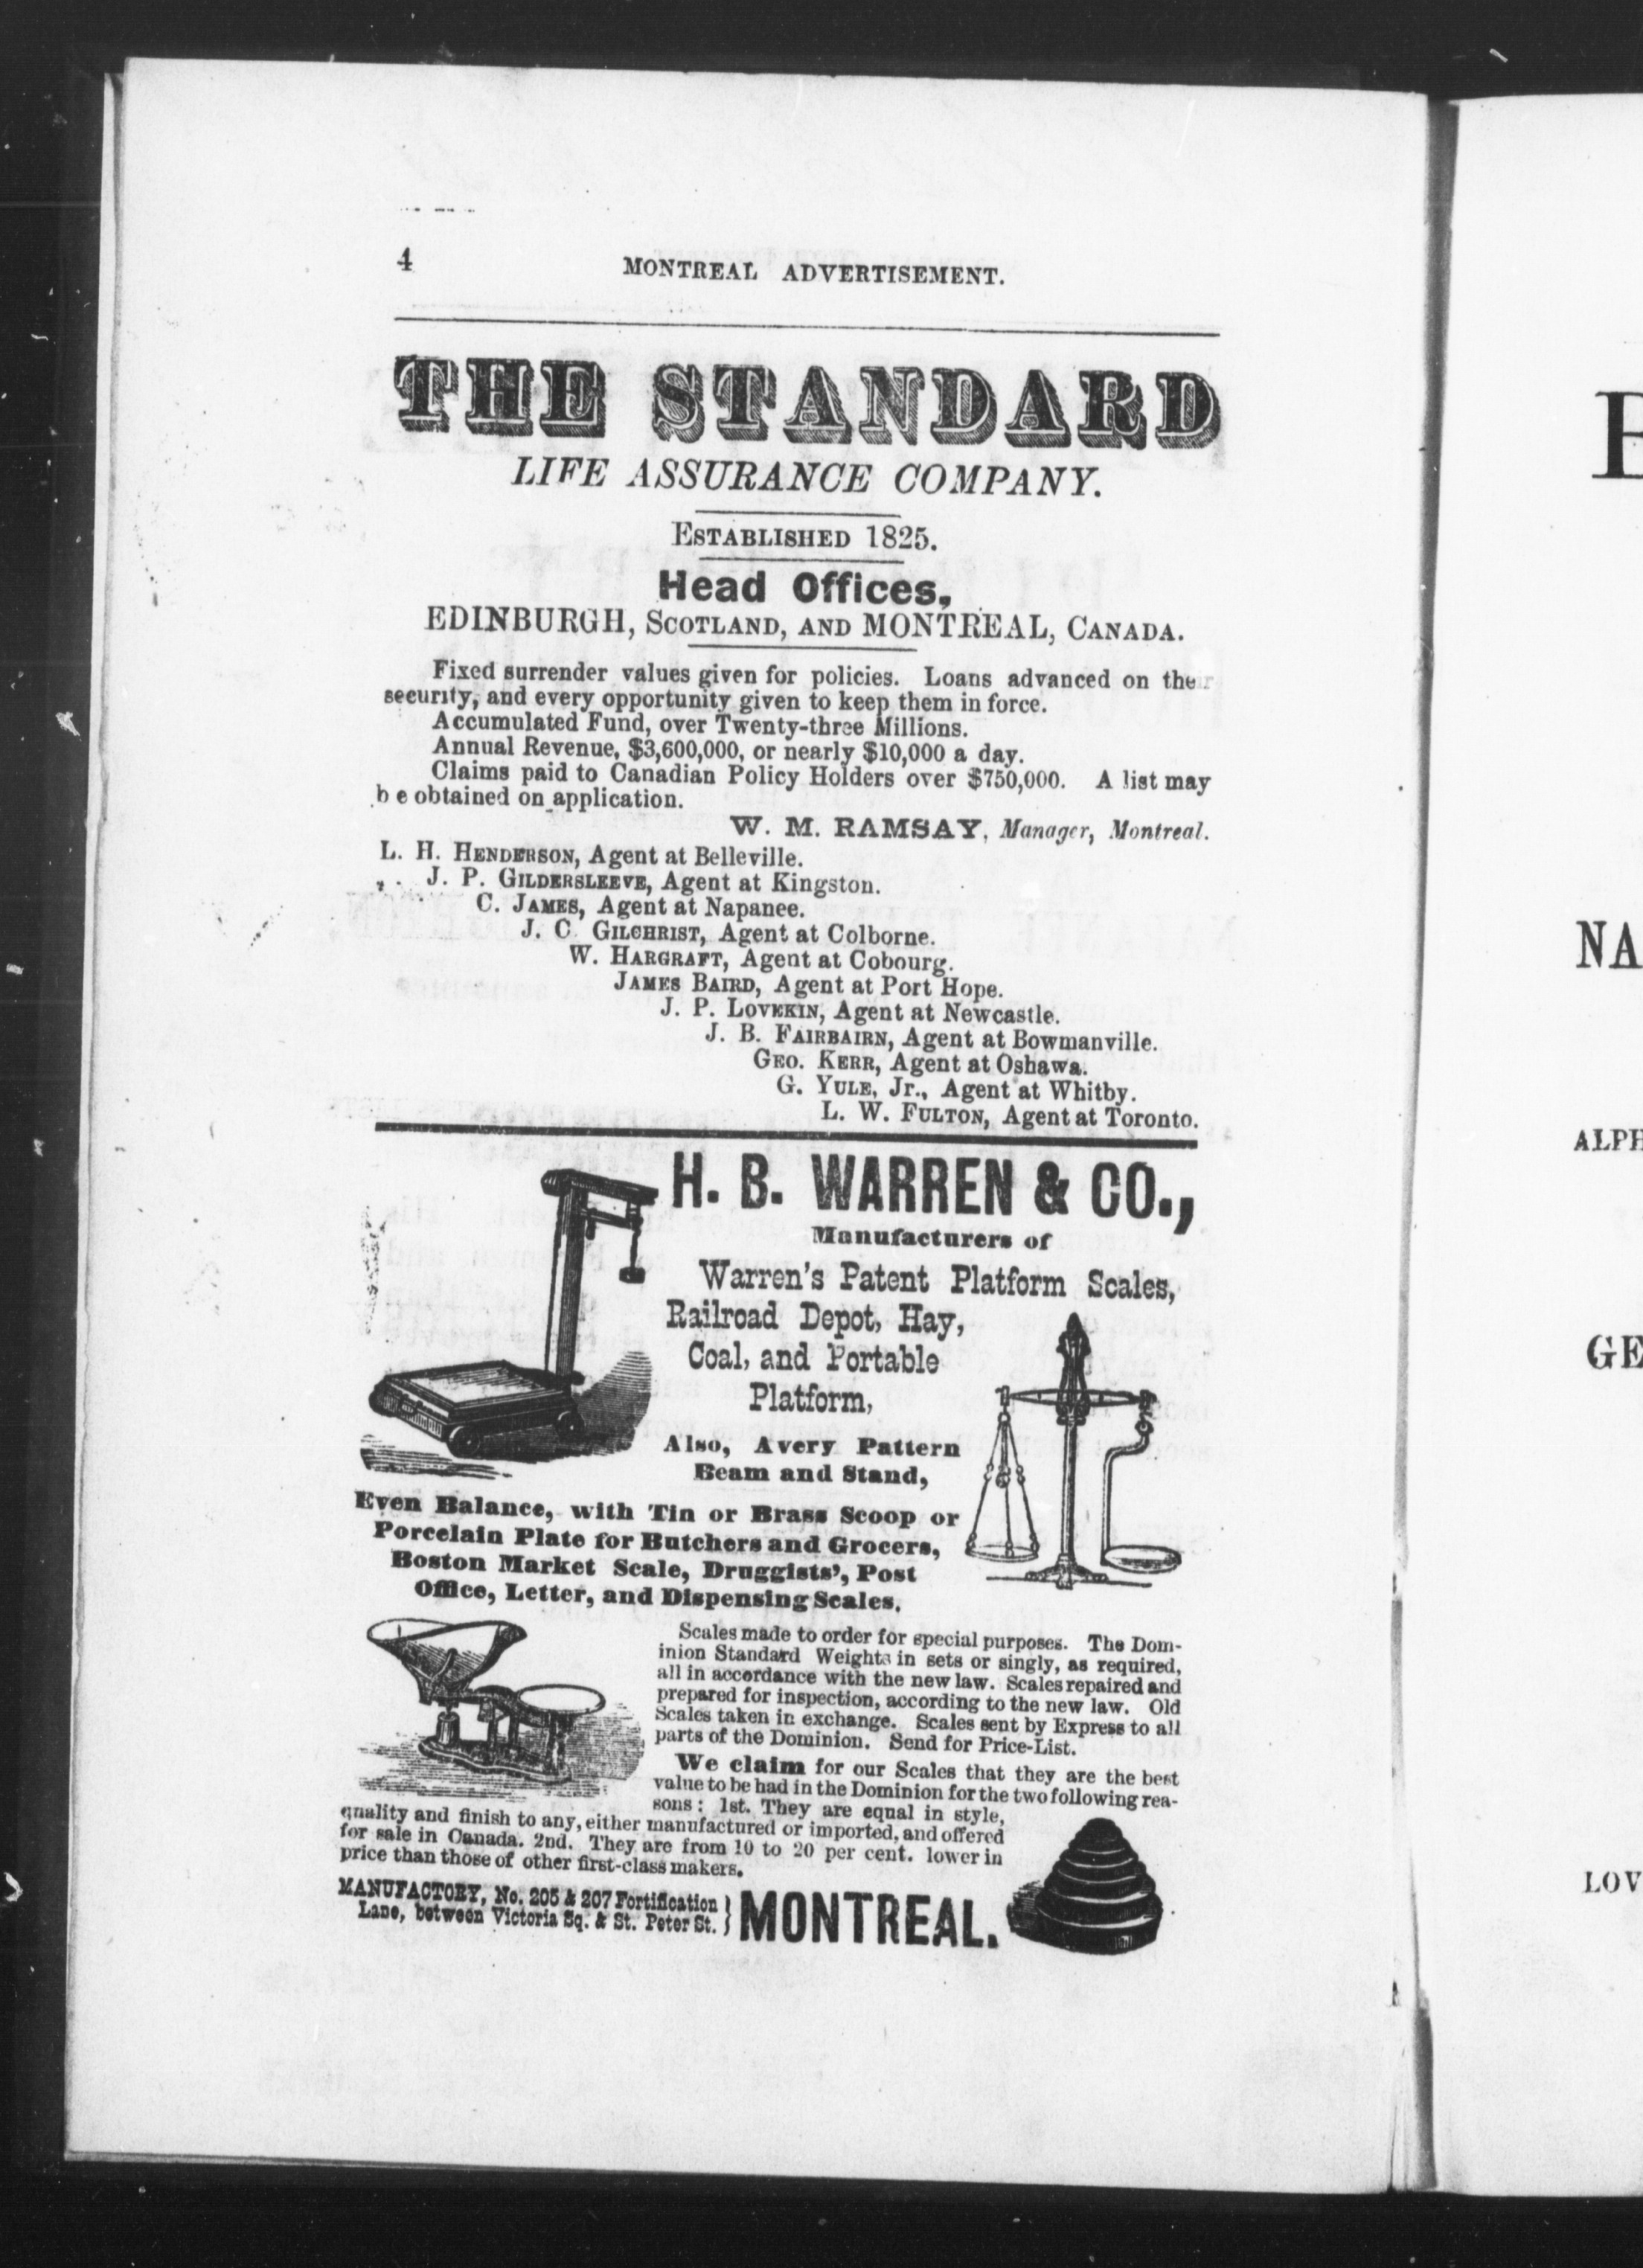 4
MONTREAL ADVERTISEMENT.
THE STANDARD
LIFE ASSURANCE COMPANY.
ESTABLISHED 1825.
Head Offices,
EDINBURGH, SCOTLAND, AND MONTREAL, CANADA.
Fixed surrender values given for policies. Loans advanced on their
security, and every opportunity given to keep them in force.
Accumulated Fund, over Twenty-three Millions.
Annual Revenue, $3,600,000, or nearly $10,000 a day.
Claims paid to Canadian Policy Holders over $750,000. A list may
b e obtained on application.
W. M. RAMSAY, Manager, Montreal.
L. H. HENDERSON, Agent at Belleville.
J. P. GILDERSLEEVE, Agent at Kingston.
C. JAMES, Agent at Napanee.
J. C. GILCHRIST, Agent at Colborne.
W. HARGRAFT, Agent at Cobourg.
JAMES BAIRD, Agent at Port Hope.
J. P. LOVEKIN, Agent at Newcastle.
J. B. FAIRBAIRN, Agent at Bowmanville.
GEO. KERR, Agent at Oshawa.
G. YULE, Jr., Agent at Whitby.
L. W. FULTON, Agent at Toronto.
H. B. WARREN & CO.,
Manufacturers of
Warren's Patent Platform Scales,
Railroad Depot, Hay,
Coal, and Portable
Platform,
Also, Avery Pattern
Beam and Stand,
Even Balance, with Tin or Brass Scoop or
Porcelain Plate for Butchers and Grocers,
Boston Market Scale, Druggists', Post
Office, Letter, and Dispensing Scales.
Scales made to order for special purposes. The Dom-
inion Standard Weights in sets or singly, as required,
all in accordance with the new law. Scales repaired and
prepared for inspection, according to the new law. Old
Scales taken in exchange. Scales sent by Express to all
parts of the Dominion. Send for Price-List.
We claim for our Scales that they are the best
value to be had in the Dominion for the two following rea-
sons: 1st. They are equal in style,
quality and finish to any, either manufactured or imported, and offered
for sale in Canada. 2nd. They are from 10 to 20 per cent. lower in
price than those of other first-class makers.
MANUFACTORY, No. 205 & 207 Fortification
Lane, between Victoria Sq. & St. Peter St.
MONTREAL.
NA
ALPH
GE
LOV